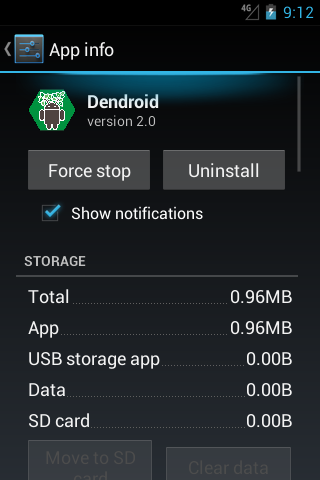 4G 9:12
App info
Dendroid
version 2.0
Force stop Uninstall
Show notifications
STORAGE
Total 0.96MB
App 0.96MB
USB storage app 0.00B
Data 0.00B
SD card 0.00B
Move to SD
card
Clear data